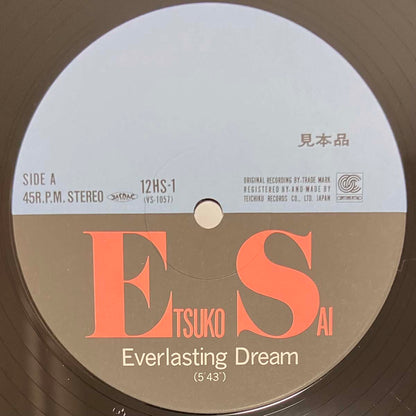 見本品
SIDE A
45R.P.M. STEREO
12HS-1
(VS-1057)
ORIGINAL RECORDING BY·TRADE MARK
REGISTERED BY·AND MADE BY
TEICHIKU RECORDS CO., LTD. JAPAN
ETSUKO SAI
Everlasting Dream
(5'43")